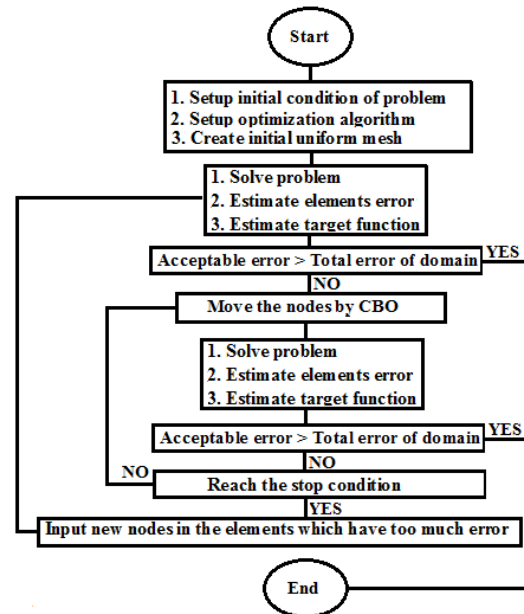 Start
1. Setup initial condition of problem
2. Setup optimization algorithm
3. Create initial uniform mesh
1. Solve problem
2. Estimate elements error
3. Estimate target function
Acceptable error > Total error of domain
YES
NO
Move the nodes by CBO
1. Solve problem
2. Estimate elements error
3. Estimate target function
Acceptable error > Total error of domain
YES
NO
NO
Reach the stop condition
YES
Input new nodes in the elements which have too much error
End